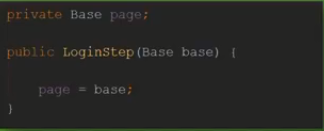 private Base page;
public LoginStep(Base base) {
page = base;
}